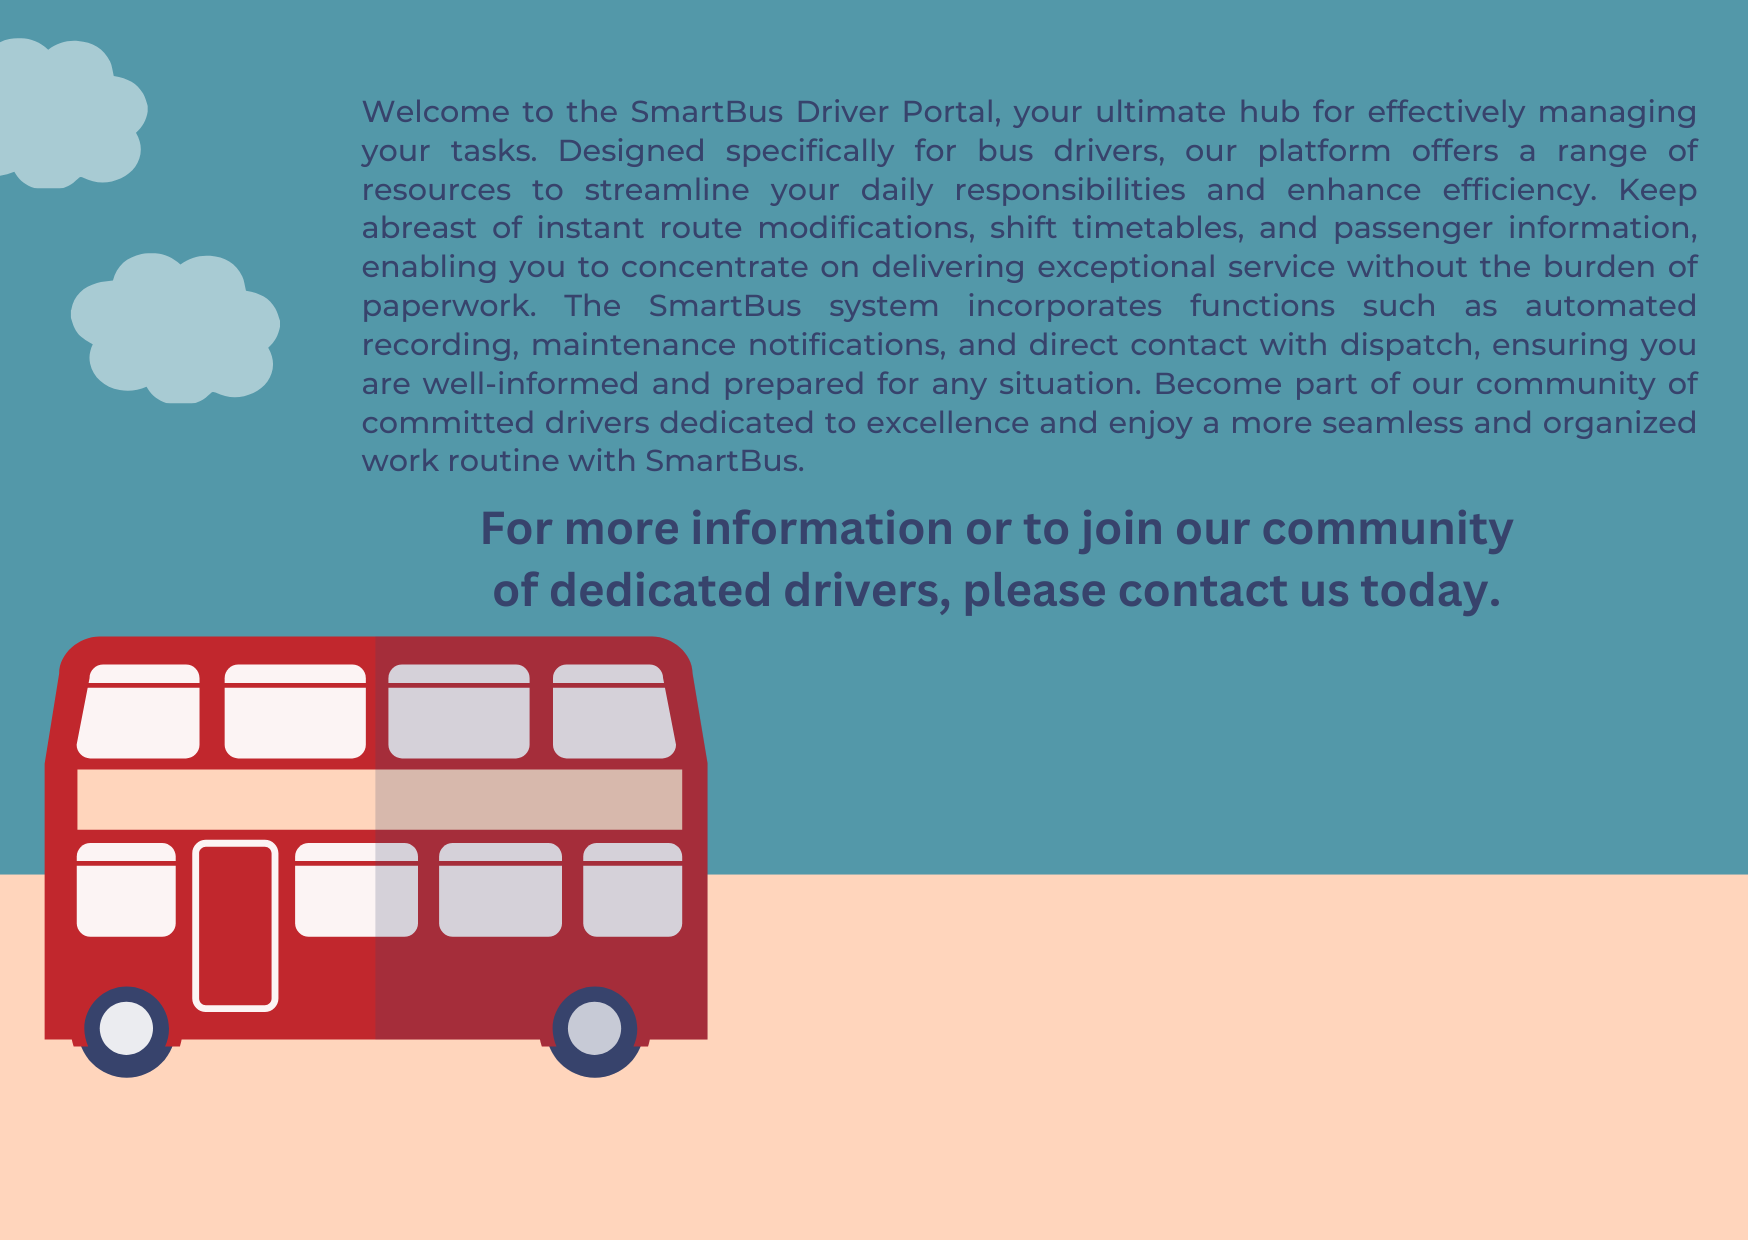 Welcome to the SmartBus Driver Portal, your ultimate hub for effectively managing
your tasks. Designed specifically for bus drivers, our platform offers a range of
resources to streamline your daily responsibilities and enhance efficiency. Keep
abreast of instant route modifications, shift timetables, and passenger information,
enabling you to concentrate on delivering exceptional service without the burden of
paperwork. The SmartBus system incorporates functions such as automated
recording, maintenance notifications, and direct contact with dispatch, ensuring you
are well-informed and prepared for any situation. Become part of our community of
committed drivers dedicated to excellence and enjoy a more seamless and organized
work routine with SmartBus.
For more information or to join our community
of dedicated drivers, please contact us today.